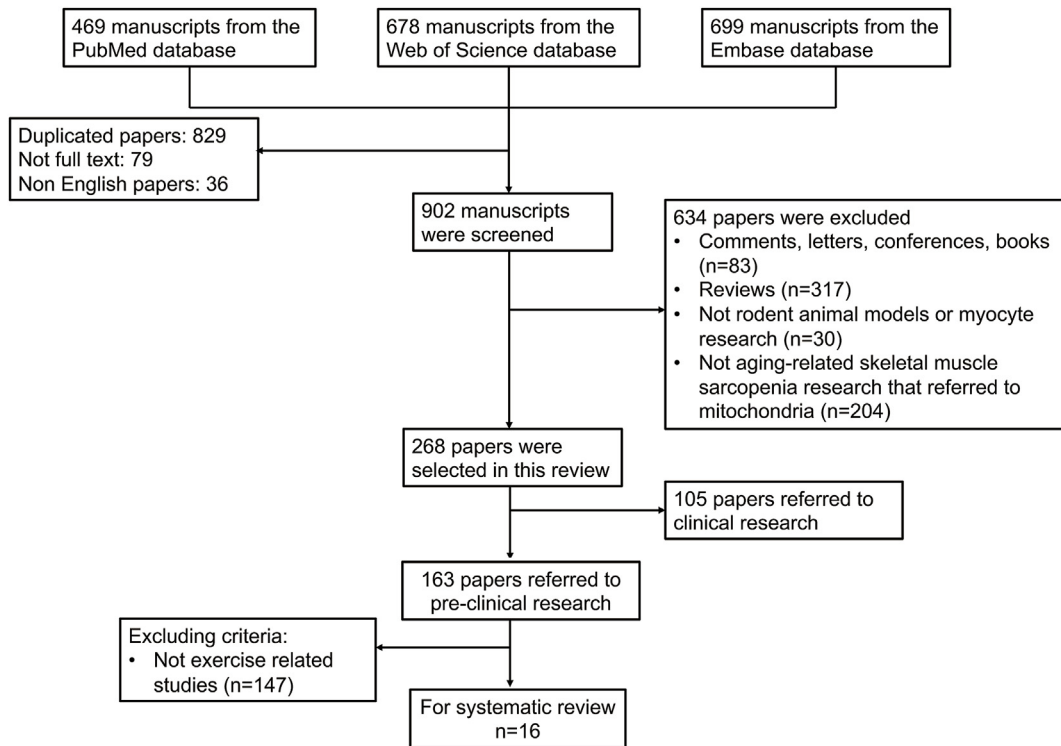 469 manuscripts from the
PubMed database
678 manuscripts from the
Web of Science database
699 manuscripts from the
Embase database
Duplicated papers: 829
Not full text: 79
Non English papers: 36
902 manuscripts
were screened
634 papers were excluded
• Comments, letters, conferences, books
(n=83)
• Reviews (n=317)
• Not rodent animal models or myocyte
research (n=30)
• Not aging-related skeletal muscle
sarcopenia research that referred to
mitochondria (n=204)
268 papers were
selected in this review
105 papers referred to
clinical research
163 papers referred to
pre-clinical research
Excluding criteria:
• Not exercise related
studies (n=147)
For systematic review
n=16